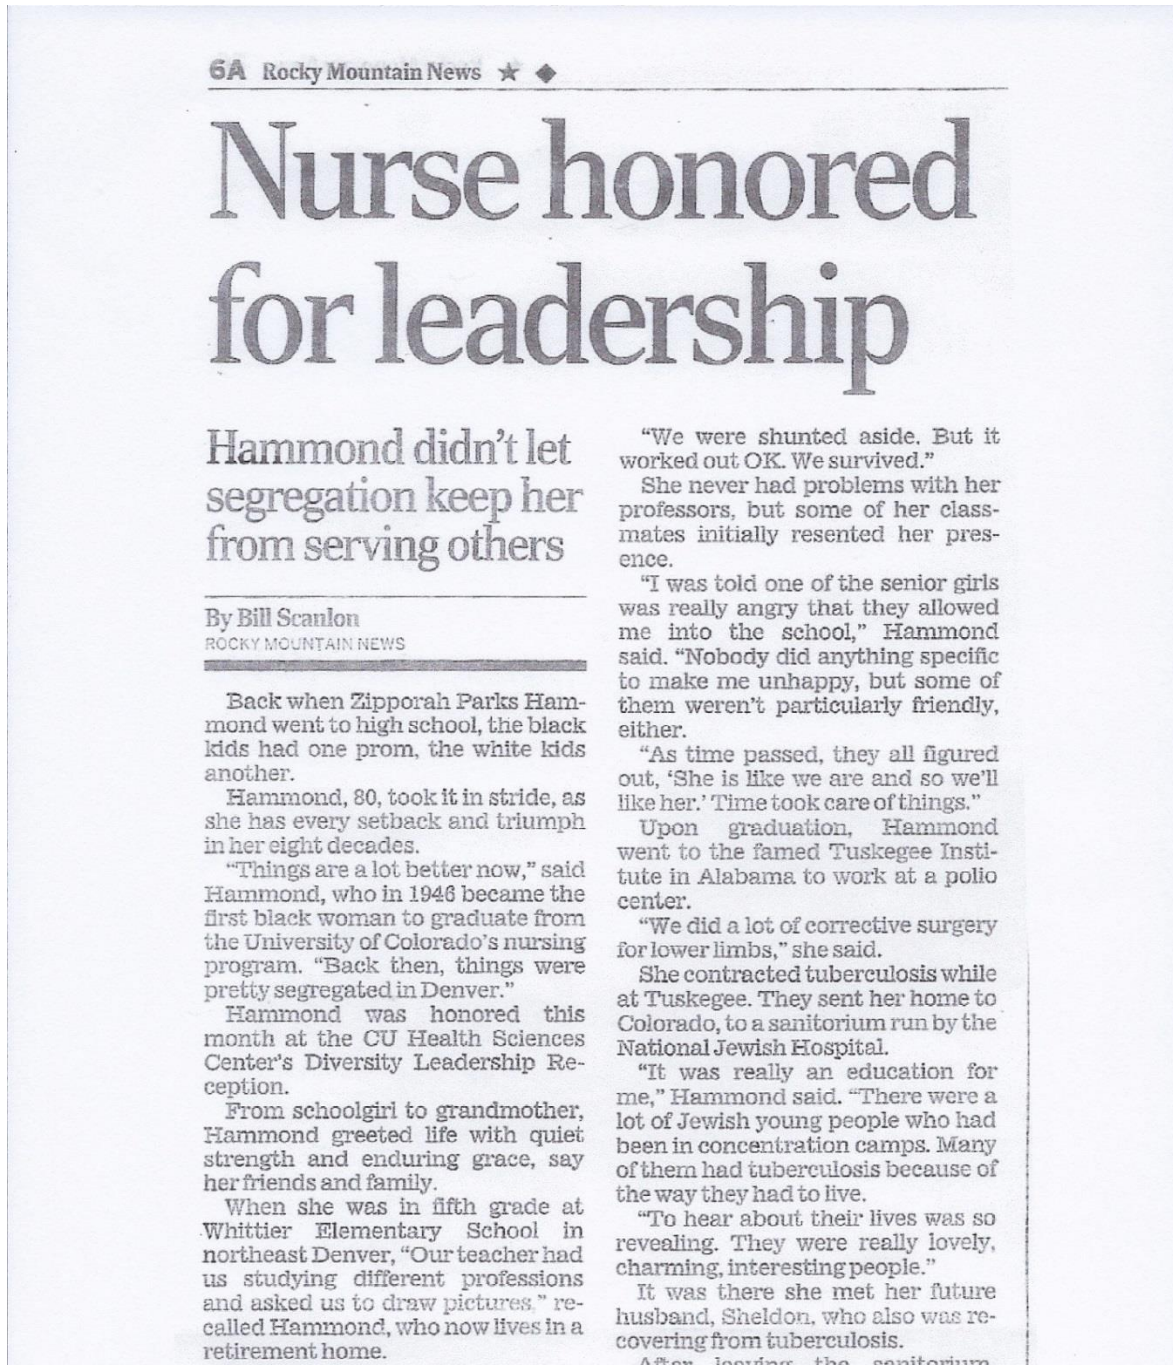 6A Rocky Mountain News ★ ◆
Nurse honored
for leadership
Hammond didn't let
segregation keep her
from serving others
By Bill Scanlon
ROCKY MOUNTAIN NEWS
Back when Zipporah Parks Ham-
mond went to high school, the black
kids had one prom, the white kids
another.
Hammond, 80, took it in stride, as
she has every setback and triumph
in her eight decades.
“Things are a lot better now,” said
Hammond, who in 1946 became the
first black woman to graduate from
the University of Colorado's nursing
program. “Back then, things were
pretty segregated in Denver.”
Hammond was honored this
month at the CU Health Sciences
Center's Diversity Leadership Re-
ception.
From schoolgirl to grandmother,
Hammond greeted life with quiet
strength and enduring grace, say
her friends and family.
When she was in fifth grade at
Whittier Elementary School in
northeast Denver, “Our teacher had
us studying different professions
and asked us to draw pictures,” re-
called Hammond, who now lives in a
retirement home.
“We were shunted aside. But it
worked out OK. We survived.”
She never had problems with her
professors, but some of her class-
mates initially resented her pres-
ence.
“I was told one of the senior girls
was really angry that they allowed
me into the school,” Hammond
said. “Nobody did anything specific
to make me unhappy, but some of
them weren't particularly friendly,
either.
“As time passed, they all figured
out, ‘She is like we are and so we'll
like her.’ Time took care of things.”
Upon graduation, Hammond
went to the famed Tuskegee Insti-
tute in Alabama to work at a polio
center.
“We did a lot of corrective surgery
for lower limbs,” she said.
She contracted tuberculosis while
at Tuskegee. They sent her home to
Colorado, to a sanitorium run by the
National Jewish Hospital.
“It was really an education for
me,” Hammond said. “There were a
lot of Jewish young people who had
been in concentration camps. Many
of them had tuberculosis because of
the way they had to live.
“To hear about their lives was so
revealing. They were really lovely,
charming, interesting people.”
It was there she met her future
husband, Sheldon, who also was re-
covering from tuberculosis.
After leaving the sanitorium,